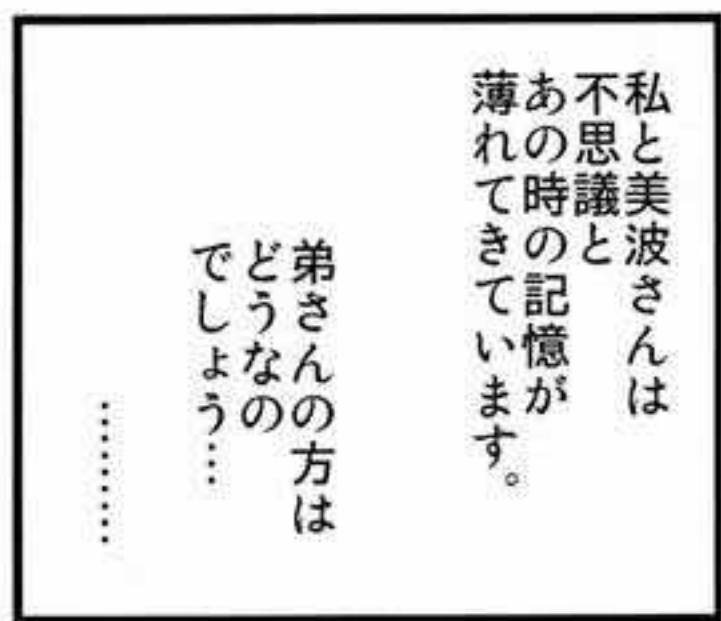 私と美波さんは
不思議と
あの時の記憶が
薄れてきています。
弟さんの方は
どうなの
でしょう…
………